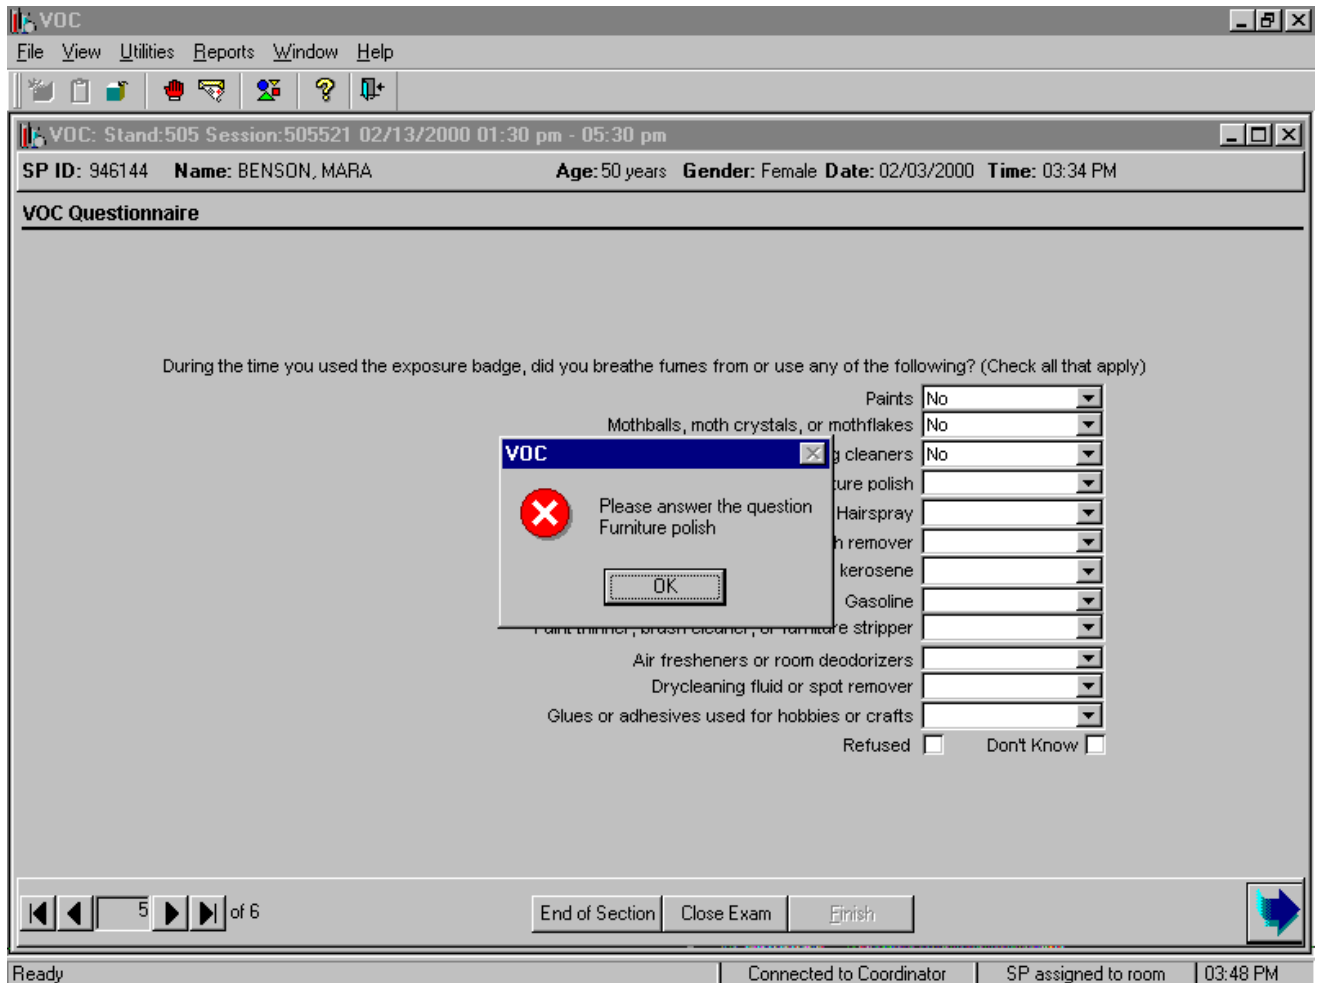 VOC
File View Utilities Reports Window Help
VOC: Stand:505 Session:505521 02/13/2000 01:30 pm - 05:30 pm
SP ID: 946144 Name: BENSON, MARA Age: 50 years Gender: Female Date: 02/03/2000 Time: 03:34 PM
VOC Questionnaire
During the time you used the exposure badge, did you breathe fumes from or use any of the following? (Check all that apply)
Paints No
Mothballs, moth crystals, or mothflakes No
cleaners No
polish
Hairspray
remover
kerosene
Gasoline
Paint thinner, brush cleaner, or furniture stripper
Air fresheners or room deodorizers
Drycleaning fluid or spot remover
Glues or adhesives used for hobbies or crafts
Refused Don't Know
VOC
Please answer the question
Furniture polish
OK
5 of 6
End of Section Close Exam Finish
Ready Connected to Coordinator SP assigned to room 03:48 PM